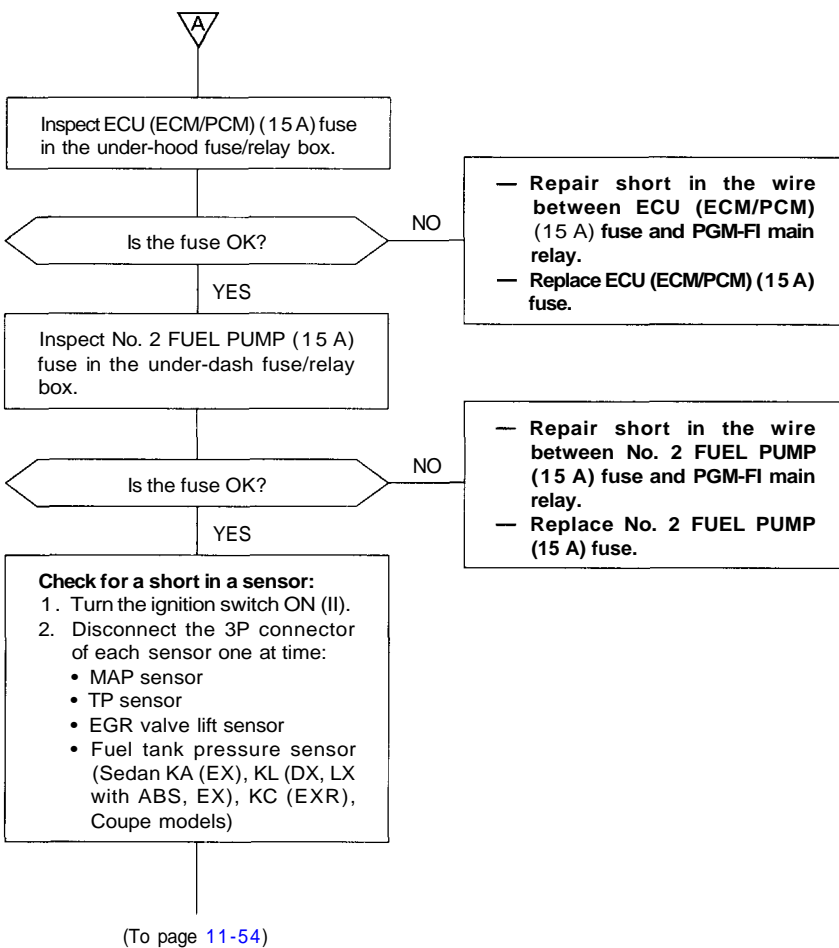 A
Inspect ECU (ECM/PCM) (15 A) fuse
in the under-hood fuse/relay box.
Is the fuse OK?
NO
— Repair short in the wire
between ECU (ECM/PCM)
(15 A) fuse and PGM-FI main
relay.
— Replace ECU (ECM/PCM) (15 A)
fuse.
YES
Inspect No. 2 FUEL PUMP (15 A)
fuse in the under-dash fuse/relay
box.
Is the fuse OK?
NO
— Repair short in the wire
between No. 2 FUEL PUMP
(15 A) fuse and PGM-FI main
relay.
— Replace No. 2 FUEL PUMP
(15 A) fuse.
YES
Check for a short in a sensor:
1. Turn the ignition switch ON (II).
2. Disconnect the 3P connector
of each sensor one at time:
• MAP sensor
• TP sensor
• EGR valve lift sensor
• Fuel tank pressure sensor
(Sedan KA (EX), KL (DX, LX
with ABS, EX), KC (EXR),
Coupe models)
(To page 11-54)